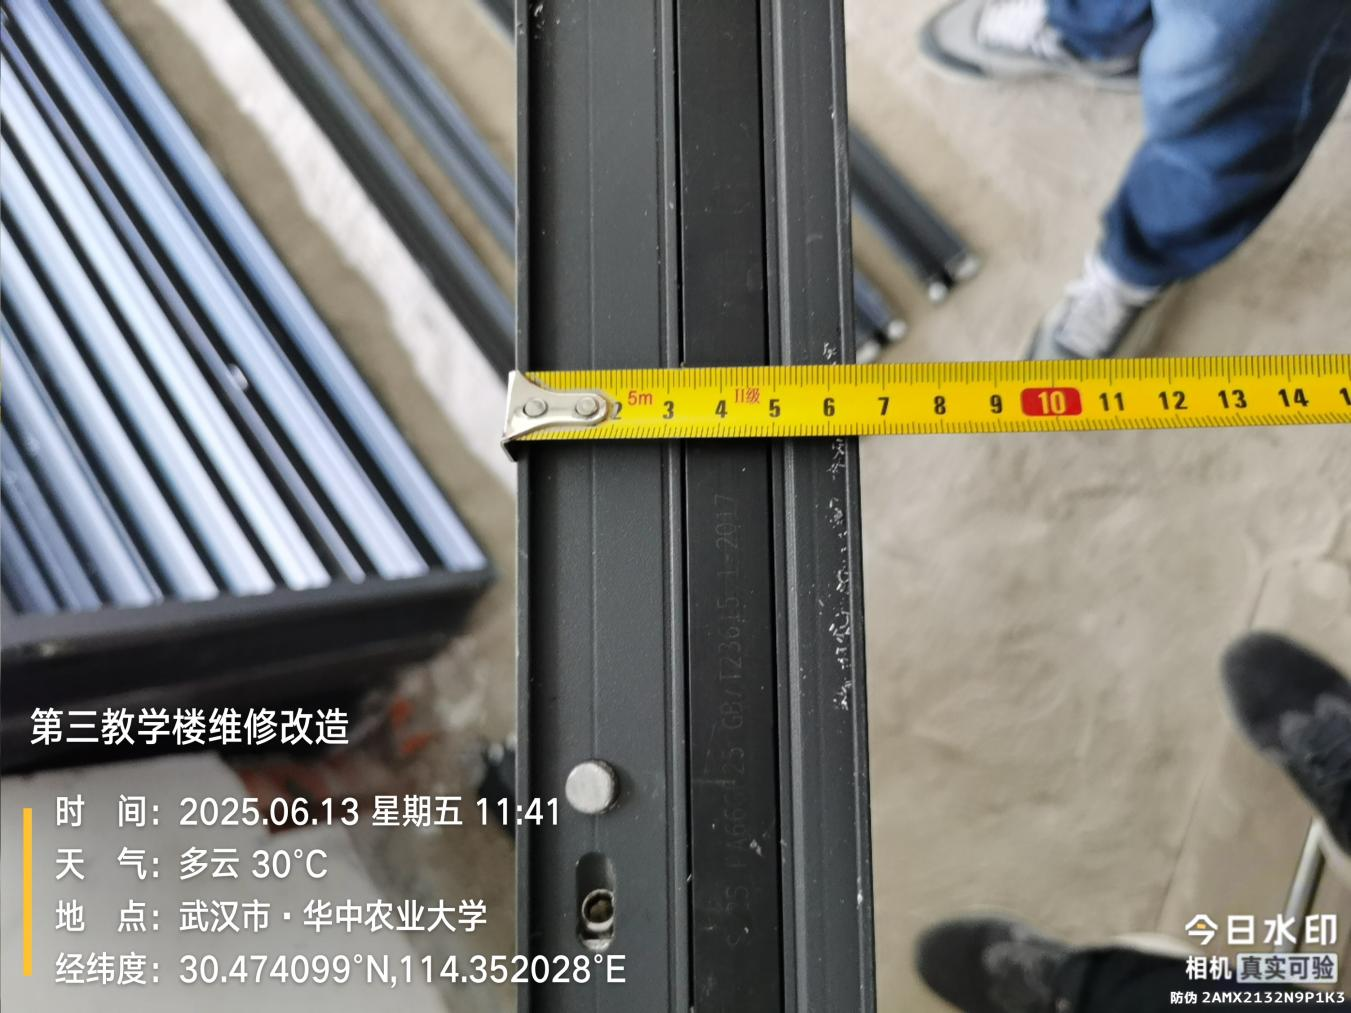 5m
II级
2 3 4 5 6 7 8 9 10 11 12 13 14
PA66GF25 GB/T23615.1-2017
第三教学楼维修改造
时 间：2025.06.13 星期五 11:41
天 气：多云 30°C
地 点：武汉市·华中农业大学
经纬度：30.474099°N,114.352028°E
今日水印
相机 真实可验
防伪 2AMX2132N9P1K3